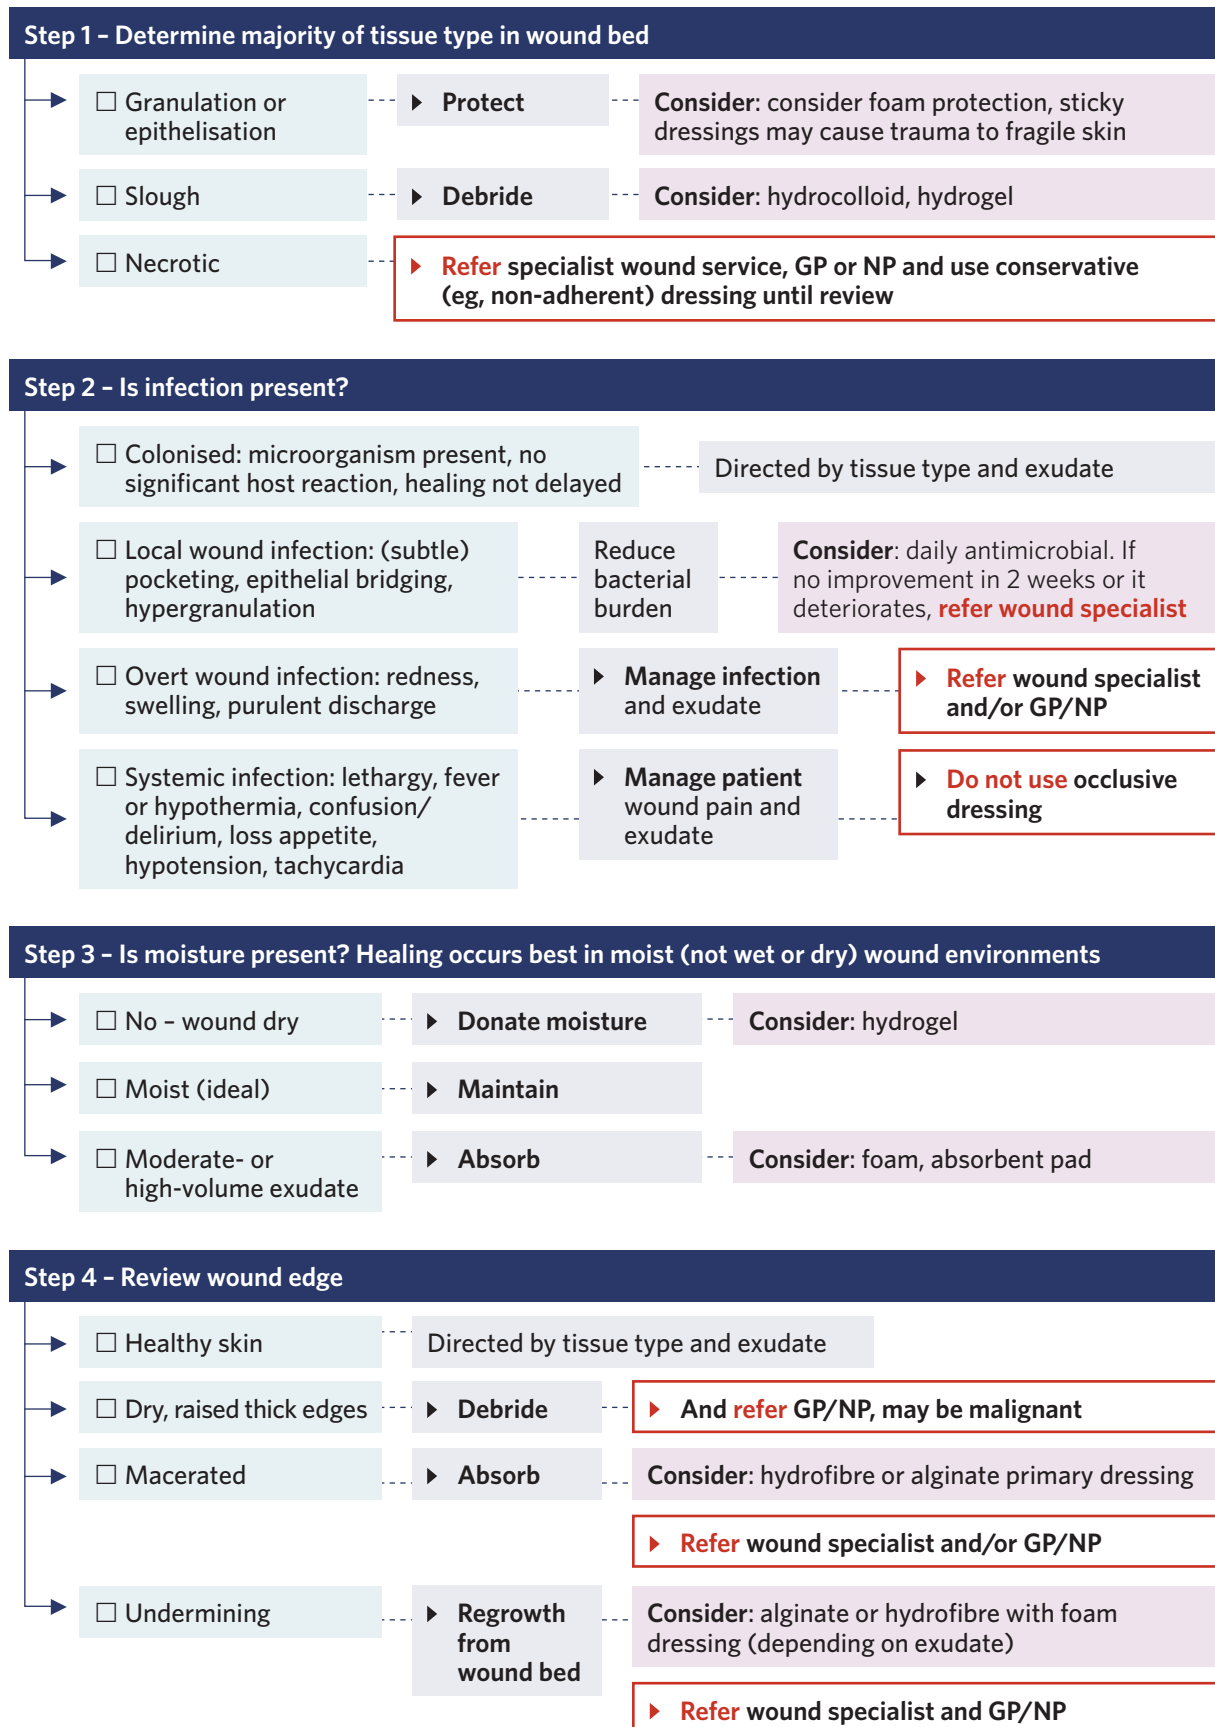 Step 1 – Determine majority of tissue type in wound bed
☐ Granulation or
epithelisation
Protect
Consider: consider foam protection, sticky
dressings may cause trauma to fragile skin
☐ Slough
Debride
Consider: hydrocolloid, hydrogel
☐ Necrotic
Refer specialist wound service, GP or NP and use conservative
(eg, non-adherent) dressing until review
Step 2 – Is infection present?
☐ Colonised: microorganism present, no
significant host reaction, healing not delayed
Directed by tissue type and exudate
☐ Local wound infection: (subtle)
pocketing, epithelial bridging,
hypergranulation
Reduce
bacterial
burden
Consider: daily antimicrobial. If
no improvement in 2 weeks or it
deteriorates, refer wound specialist
☐ Overt wound infection: redness,
swelling, purulent discharge
Manage infection
and exudate
Refer wound specialist
and/or GP/NP
☐ Systemic infection: lethargy, fever
or hypothermia, confusion/
delirium, loss appetite,
hypotension, tachycardia
Manage patient
wound pain and
exudate
Do not use occlusive
dressing
Step 3 – Is moisture present? Healing occurs best in moist (not wet or dry) wound environments
☐ No – wound dry
Donate moisture
Consider: hydrogel
☐ Moist (ideal)
Maintain
☐ Moderate- or
high-volume exudate
Absorb
Consider: foam, absorbent pad
Step 4 – Review wound edge
☐ Healthy skin
Directed by tissue type and exudate
☐ Dry, raised thick edges
Debride
And refer GP/NP, may be malignant
☐ Macerated
Absorb
Consider: hydrofibre or alginate primary dressing
Refer wound specialist and/or GP/NP
☐ Undermining
Regrowth
from
wound bed
Consider: alginate or hydrofibre with foam
dressing (depending on exudate)
Refer wound specialist and GP/NP